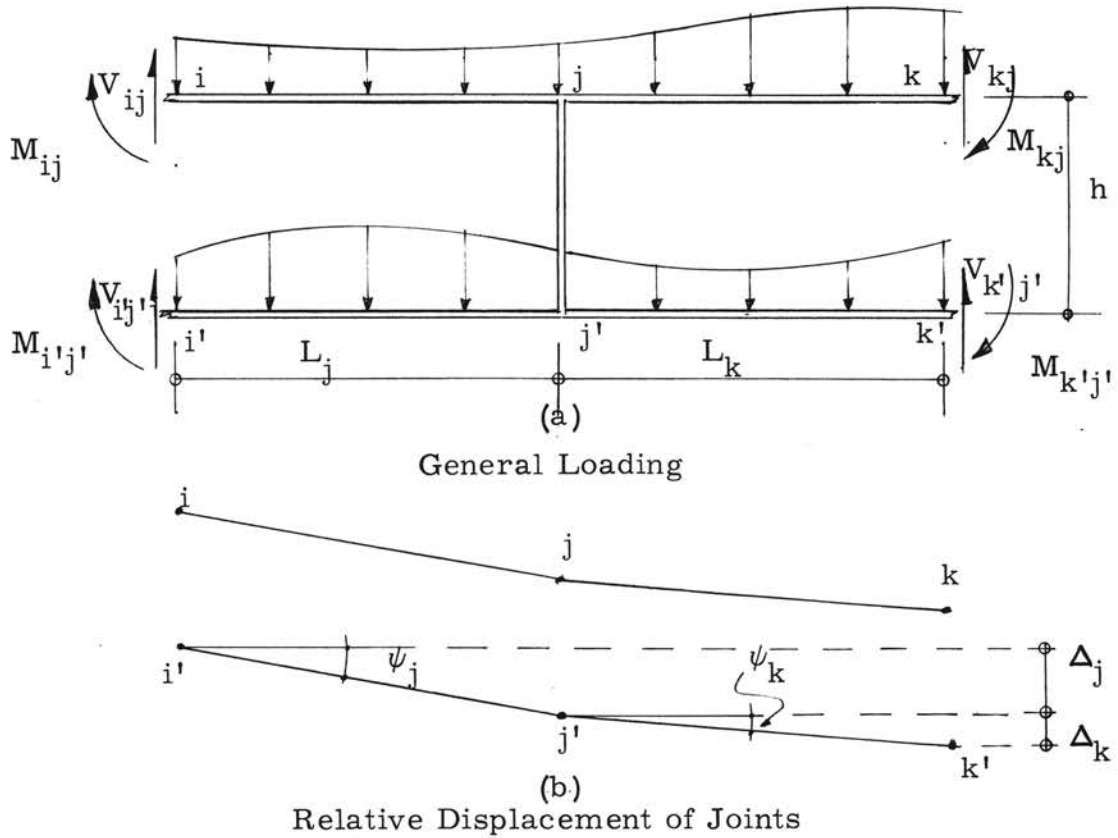 i j k
V_ij V_kj
M_ij M_kj
h
V_i'j' V_k'j'
i' j' k'
M_i'j' L_j L_k M_k'j'
(a)
General Loading
i
j
k
i' ψ_j ψ_k Δ_j
j' Δ_k
k'
(b)
Relative Displacement of Joints